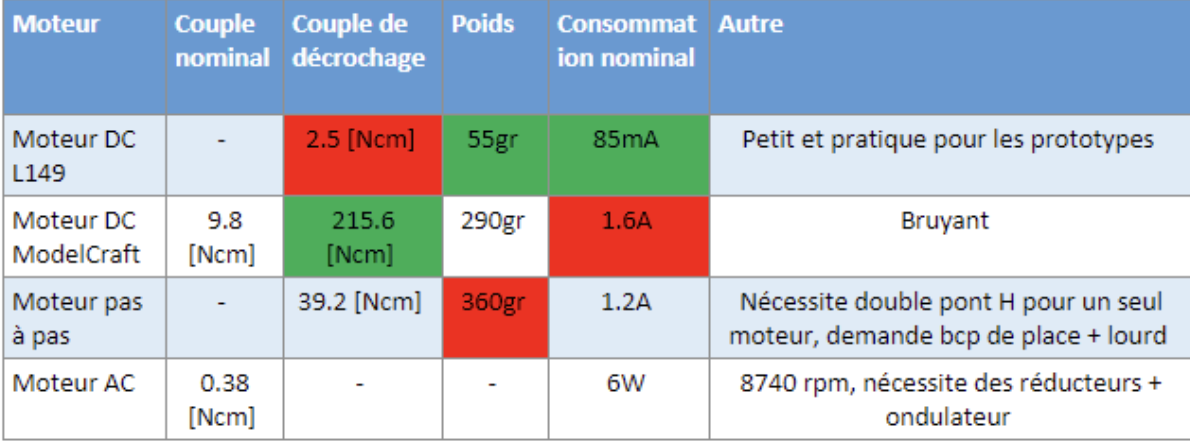 Moteur Couple Couple de Poids Consommat Autre
nominal décrochage ion nominal
Moteur DC - 2.5 [Ncm] 55gr 85mA Petit et pratique pour les prototypes
L149
Moteur DC 9.8 215.6 290gr 1.6A Bruyant
ModelCraft [Ncm] [Ncm]
Moteur pas - 39.2 [Ncm] 360gr 1.2A Nécessite double pont H pour un seul
à pas moteur, demande bcp de place + lourd
Moteur AC 0.38 - - 6W 8740 rpm, nécessite des réducteurs +
[Ncm] ondulateur